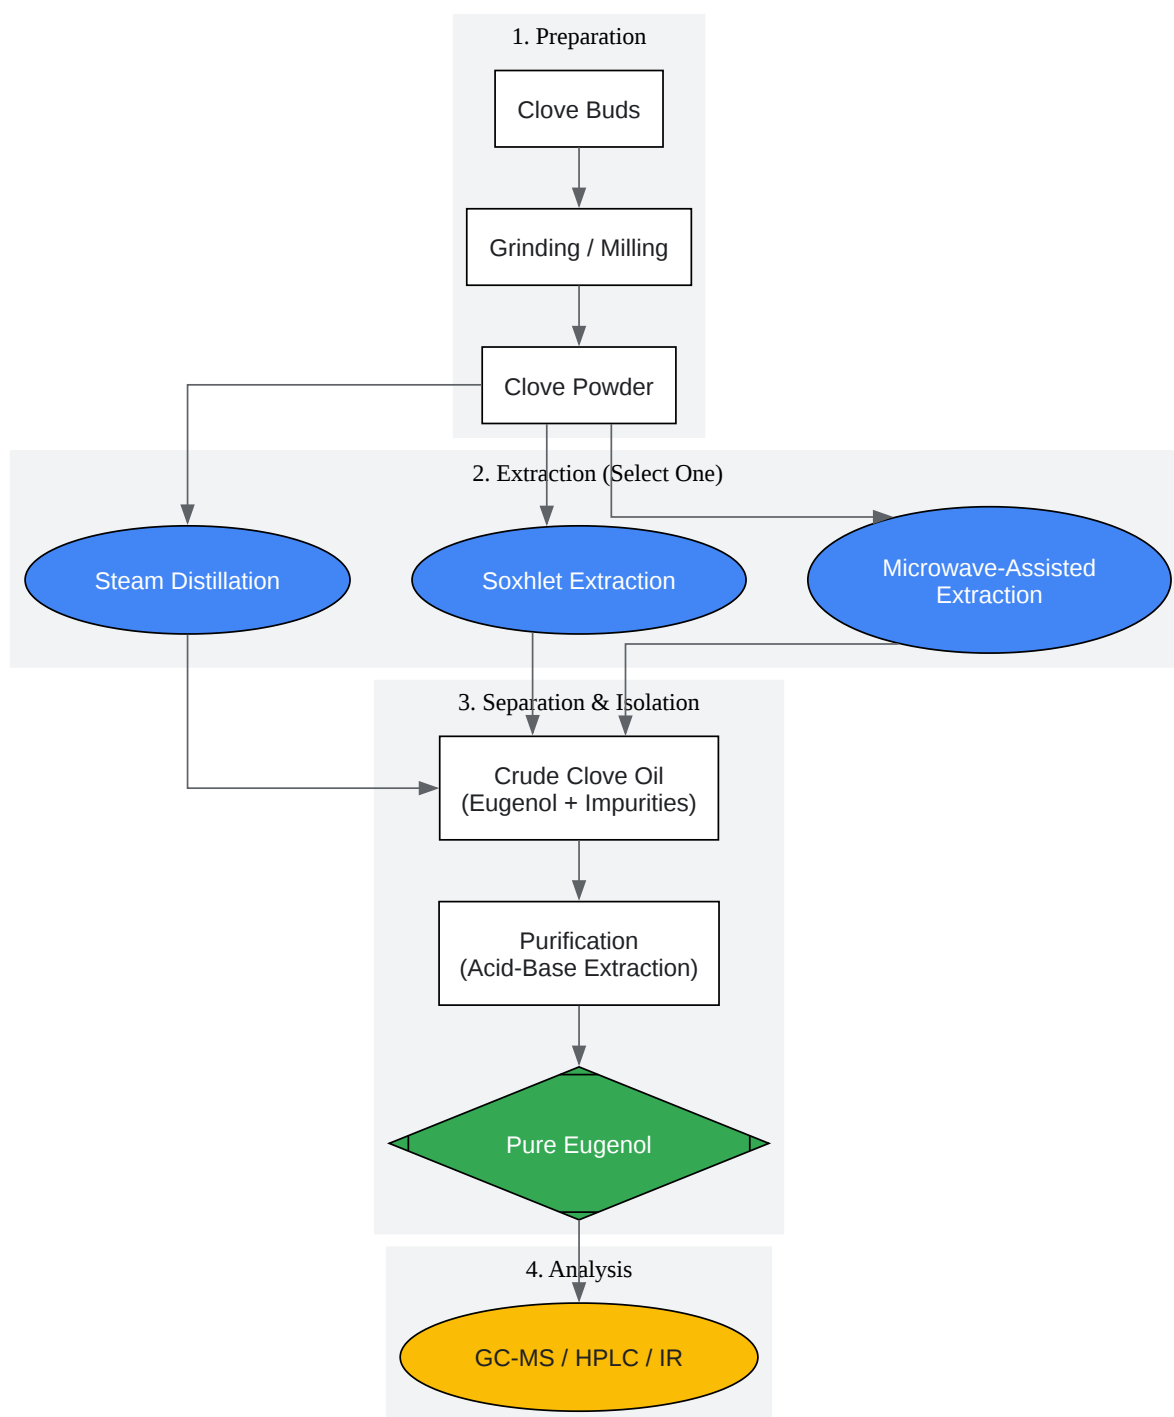 1. Preparation
Clove Buds
Grinding / Milling
Clove Powder
2. Extraction (Select One)
Steam Distillation
Soxhlet Extraction
Microwave-Assisted
Extraction
3. Separation & Isolation
Crude Clove Oil
(Eugenol + Impurities)
Purification
(Acid-Base Extraction)
Pure Eugenol
4. Analysis
GC-MS / HPLC / IR